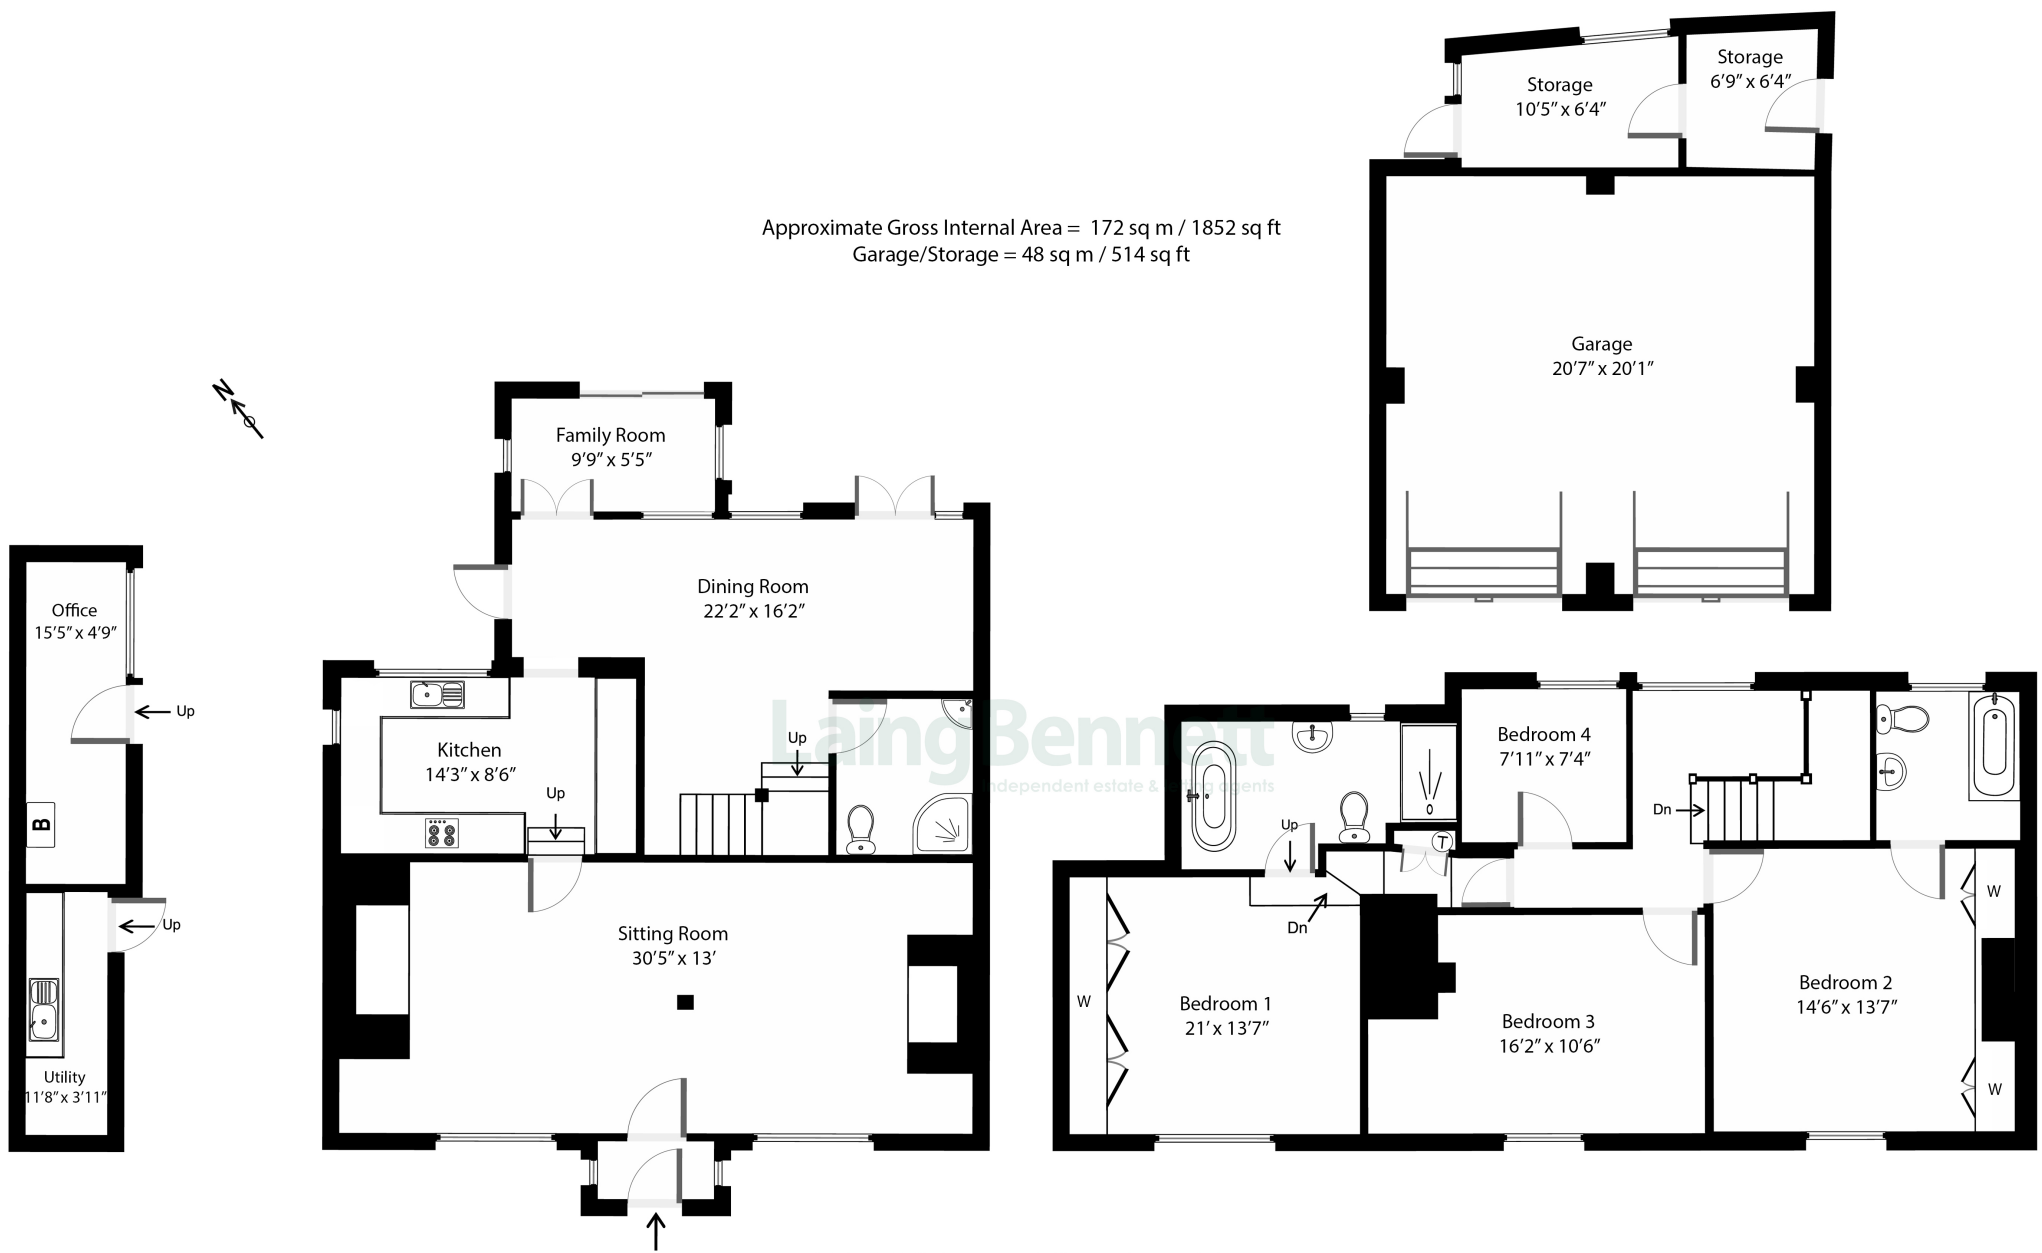 Storage
10'5" x 6'4"
Storage
6'9" x 6'4"
Approximate Gross Internal Area = 172 sq m / 1852 sq ft
Garage/Storage = 48 sq m / 514 sq ft
Garage
20'7" x 20'1"
N
Family Room
9'9" x 5'5"
Dining Room
22'2" x 16'2"
Office
15'5" x 4'9"
Up
B
Up
Utility
11'8" x 3'11"
Kitchen
14'3" x 8'6"
Up
Up
Sitting Room
30'5" x 13'
LaingBennett
independent estate & letting agents
Bedroom 4
7'11" x 7'4"
Dn
Up
T
Dn
W
Bedroom 1
21' x 13'7"
Bedroom 3
16'2" x 10'6"
Bedroom 2
14'6" x 13'7"
W
W